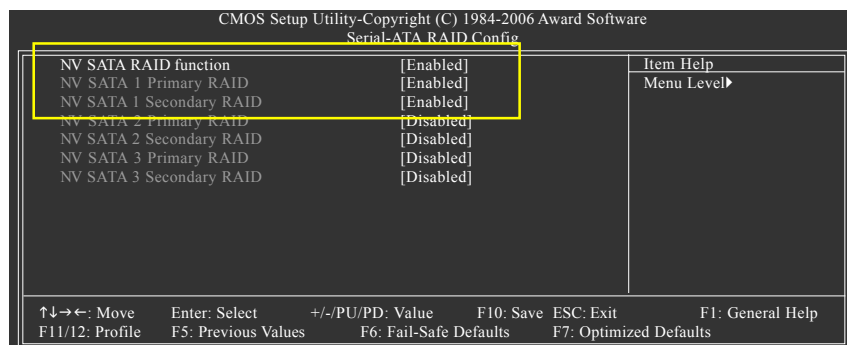 CMOS Setup Utility-Copyright (C) 1984-2006 Award Software
Serial-ATA RAID Config
NV SATA RAID function [Enabled] Item Help
NV SATA 1 Primary RAID [Enabled] Menu Level▶
NV SATA 1 Secondary RAID [Enabled]
NV SATA 2 Primary RAID [Disabled]
NV SATA 2 Secondary RAID [Disabled]
NV SATA 3 Primary RAID [Disabled]
NV SATA 3 Secondary RAID [Disabled]
↑↓→←: Move Enter: Select +/-/PU/PD: Value F10: Save ESC: Exit F1: General Help
F11/12: Profile F5: Previous Values F6: Fail-Safe Defaults F7: Optimized Defaults